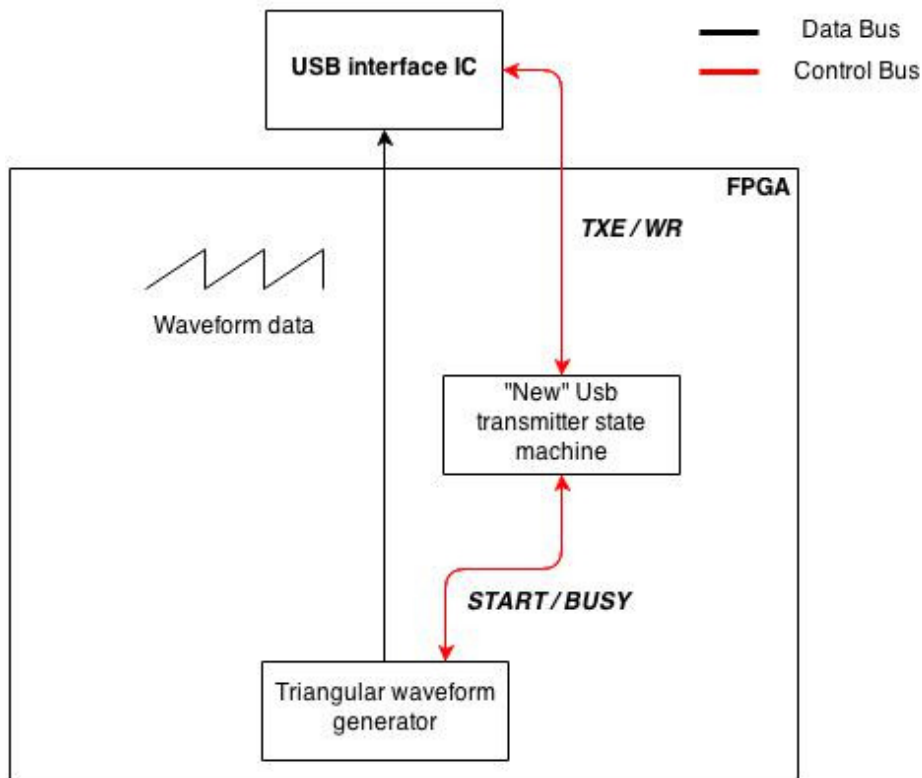 USB interface IC
Data Bus
Control Bus
FPGA
TXE / WR
Waveform data
"New" Usb
transmitter state
machine
START / BUSY
Triangular waveform
generator